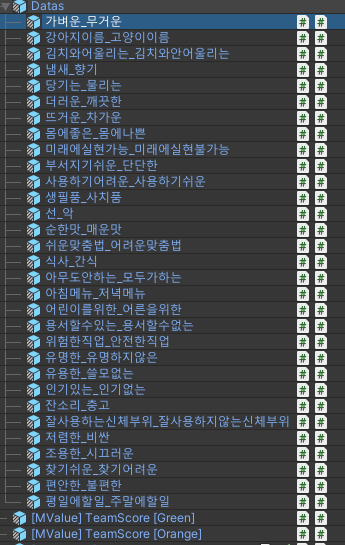 Datas
가벼운_무거운
강아지이름_고양이이름
김치와어울리는_김치와안어울리는
냄새_향기
당기는_물리는
더러운_깨끗한
뜨거운_차가운
몸에좋은_몸에나쁜
미래에실현가능_미래에실현불가능
부서지기쉬운_단단한
사용하기어려운_사용하기쉬운
생필품_사치품
선_악
순한맛_매운맛
쉬운맞춤법_어려운맞춤법
식사_간식
아무도안하는_모두가하는
아침메뉴_저녁메뉴
어린이를위한_어른을위한
용서할수있는_용서할수없는
위험한직업_안전한직업
유명한_유명하지않은
유용한_쓸모없는
인기있는_인기없는
잔소리_충고
잘사용하는신체부위_잘사용하지않는신체부위
저렴한_비싼
조용한_시끄러운
찾기쉬운_찾기어려운
편안한_불편한
평일에할일_주말에할일
[MValue] TeamScore [Green]
[MValue] TeamScore [Orange]